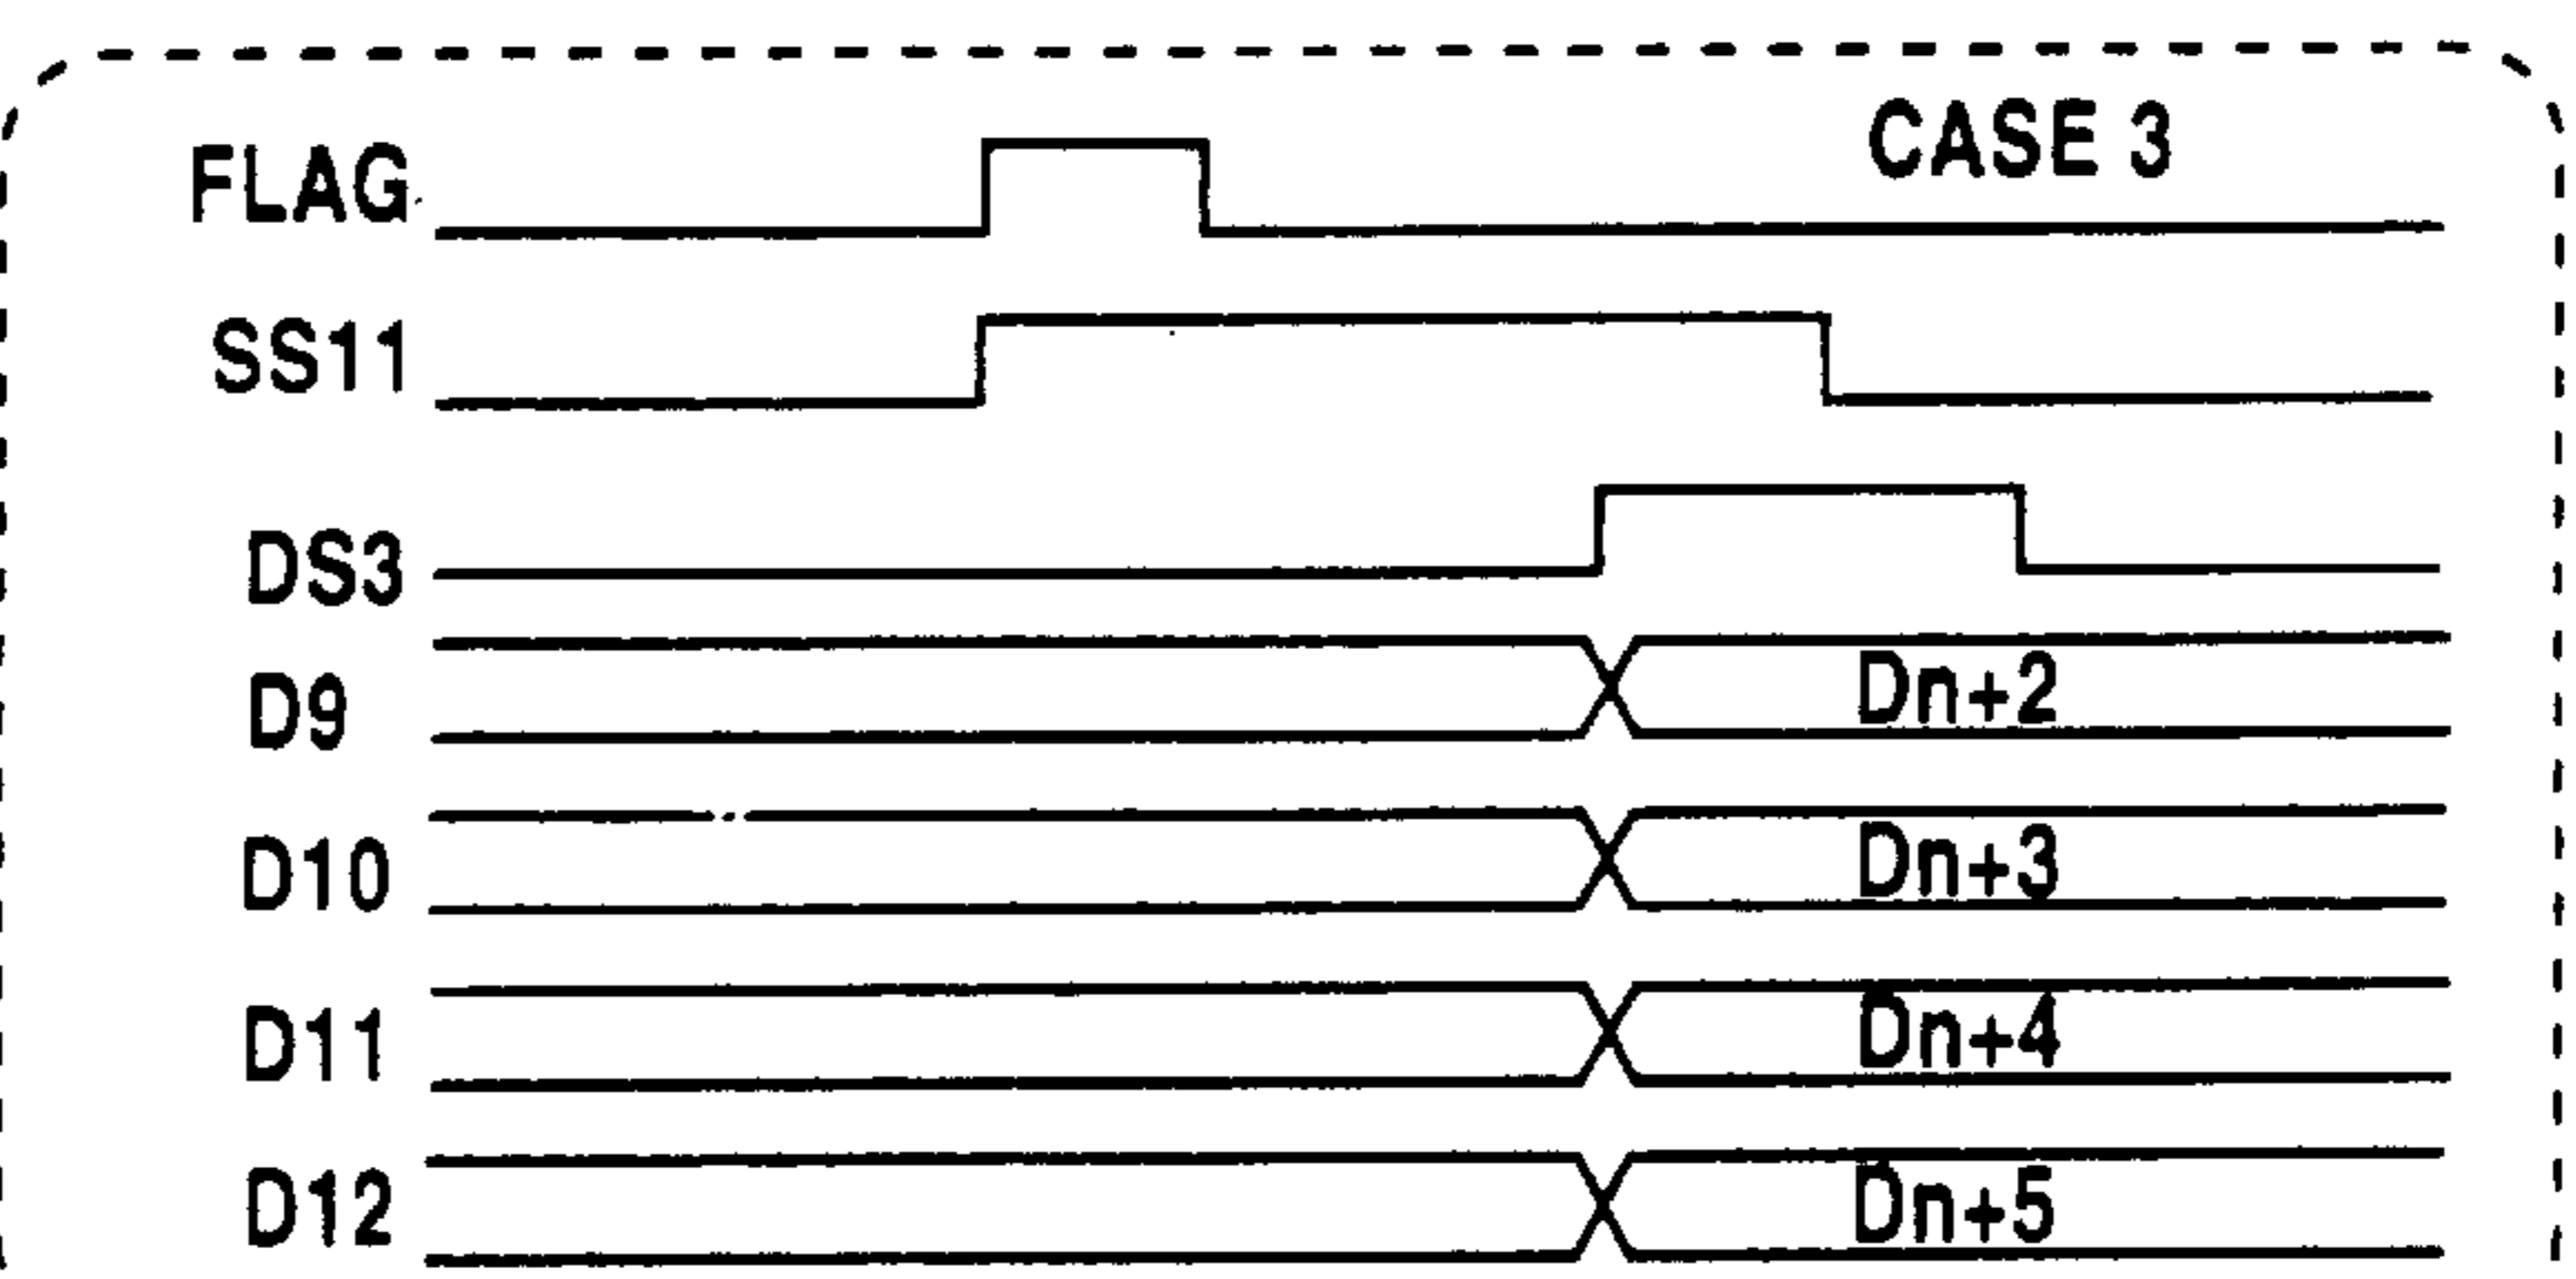 CASE 3
FLAG
SS11
DS3
D9 Dn+2
D10 Dn+3
D11 Dn+4
D12 Dn+5